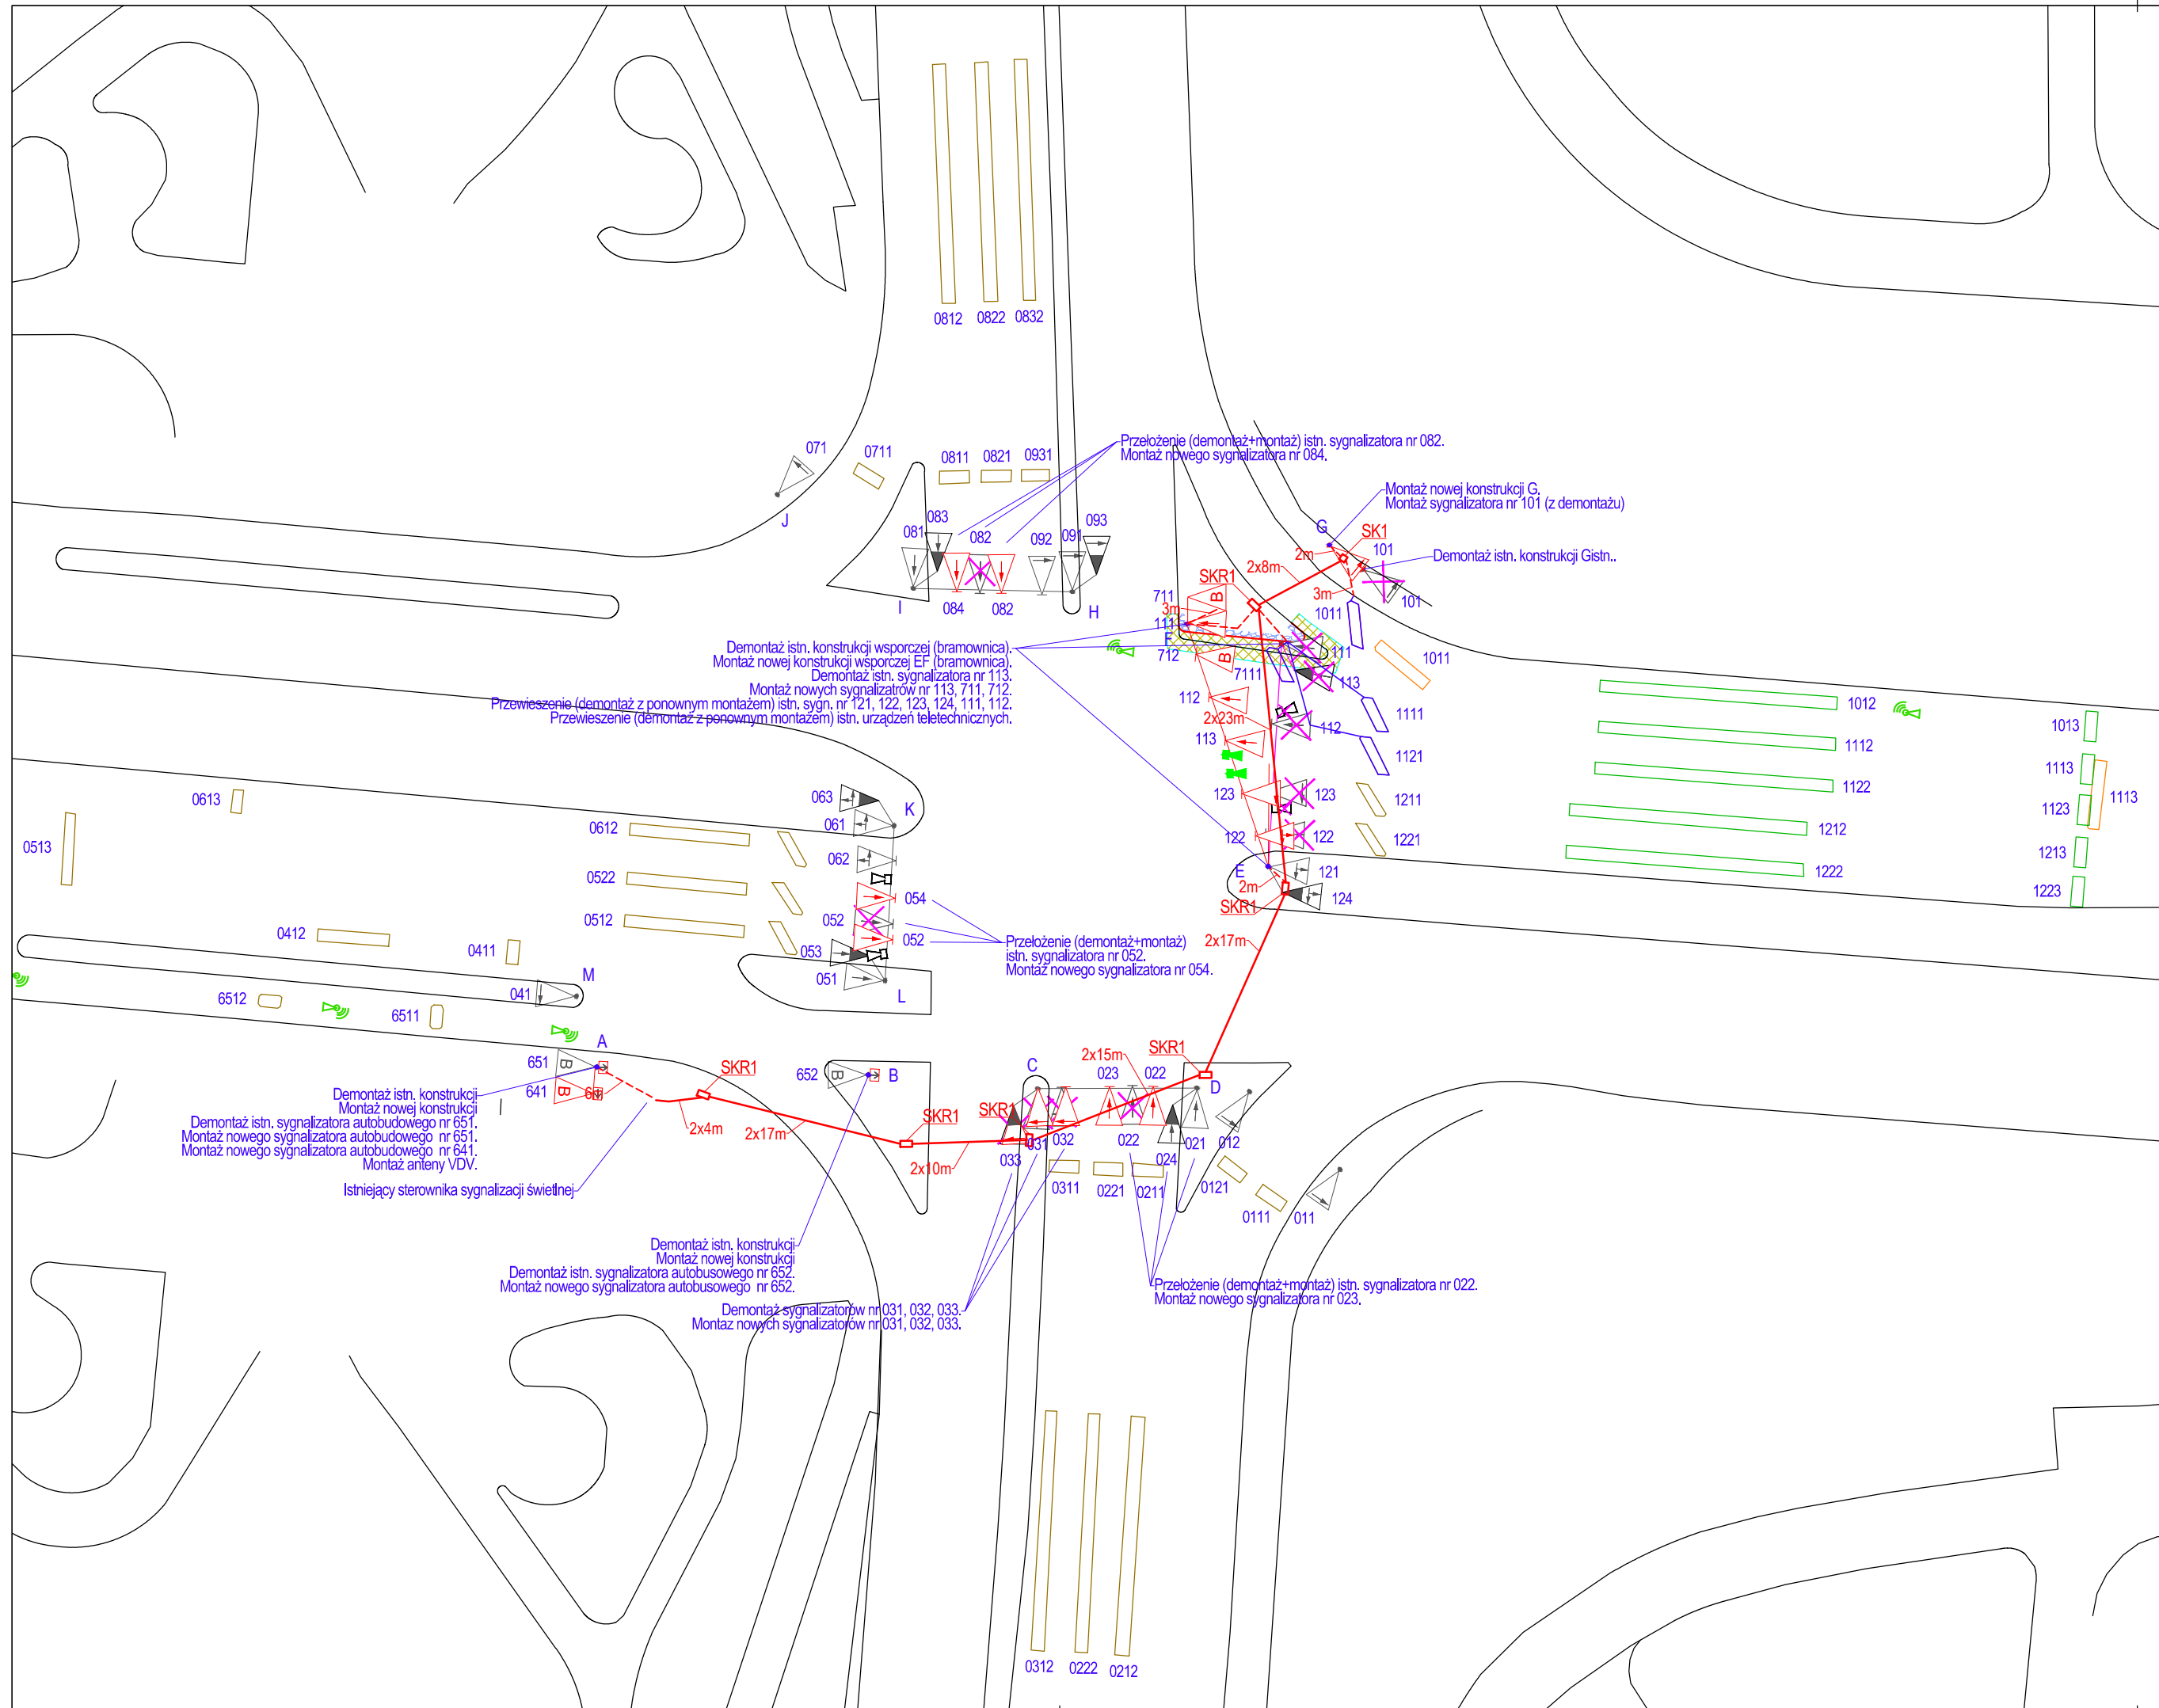 0812
0822
0832
071
0711
0811
0821
0931
Przełożenie (demontaż+montaż) istn. sygnalizatora nr 082.
Montaż nowego sygnalizatora nr 084.
Montaż nowej konstrukcji G.
Montaż sygnalizatora nr 101 (z demontażu)
J
083
081
082
092
091
093
G
SK1
2m
101
Demontaż istn. konstrukcji Gistn..
2x8m
SKR1
3m
101
I
084
082
H
711
B
3m
1011
111
F
712
B
7111
111
113
1011
Demontaż istn. konstrukcji wsporczej (bramownica).
Montaż nowej konstrukcji wsporczej EF (bramownica).
Demontaż istn. sygnalizatora nr 113.
Montaż nowych sygnalizatrów nr 113, 711, 712.
Przewieszenie (demontaż z ponownym montażem) istn. sygn. nr 121, 122, 123, 124, 111, 112.
Przewieszenie (demontaż z ponownym montażem) istn. urządzeń teletechnicznych.
112
2x23m
113
112
1111
1121
1012
1112
1122
1212
1222
1013
1113
1123
1113
1213
1223
123
123
1211
122
122
1221
E
121
2m
124
SKR1
0613
0513
063
061
K
0612
062
0522
054
0512
052
052
053
051
L
Przełożenie (demontaż+montaż)
istn. sygnalizatora nr 052.
Montaż nowego sygnalizatora nr 054.
2x17m
0412
0411
M
041
6512
6511
A
651
B
641
B
SKR1
652
B
B
C
2x15m
SKR1
023
022
D
Demontaż istn. konstrukcji
Montaż nowej konstrukcji
Demontaż istn. sygnalizatora autobudowego nr 651.
Montaż nowego sygnalizatora autobudowego nr 651.
Montaż nowego sygnalizatora autobudowego nr 641.
Montaż anteny VDV.
2x4m
2x17m
SKR1
SKR1
2x10m
033
031
032
022
024
021
012
0311
0221
0211
0121
0111
011
Istniejący sterownika sygnalizacji świetlnej
Demontaż istn. konstrukcji
Montaż nowej konstrukcji
Demontaż istn. sygnalizatora autobusowego nr 652.
Montaż nowego sygnalizatora autobusowego nr 652.
Demontaż sygnalizatorów nr 031, 032, 033.
Montaz nowych sygnalizatorów nr 031, 032, 033.
Przełożenie (demontaż+montaż) istn. sygnalizatora nr 022.
Montaż nowego sygnalizatora nr 023.
0312
0222
0212